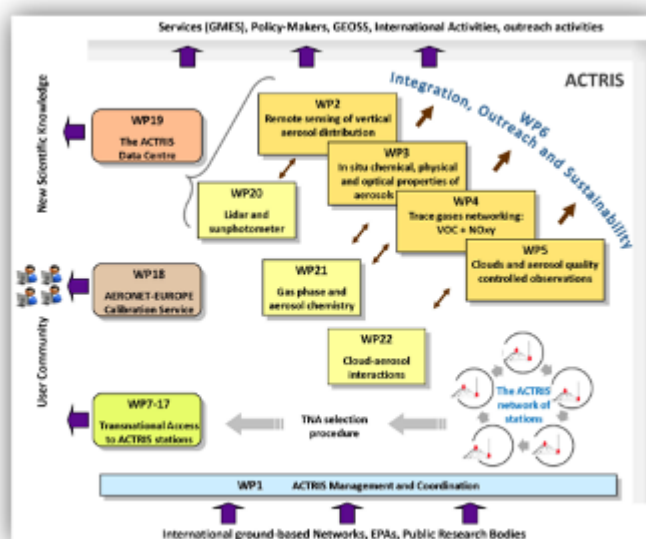 Services (GMES), Policy-Makers, GEOSS, International Activities, outreach activities
ACTRIS
New Scientific Knowledge
WP19
The ACTRIS
Data Centre
WP2
Remote sensing of vertical
aerosol distribution
WP6
Integration, Outreach and Sustainability
WP3
In situ chemical, physical
and optical properties of
aerosols
WP20
Lidar and
sunphotometer
WP4
Trace gases networking:
VOC + NOxy
WP5
Clouds and aerosol quality
controlled observations
WP18
AERONET-EUROPE
Calibration Service
WP21
Gas phase and
aerosol chemistry
User Community
WP22
Cloud-aerosol
interactions
WP7-17
Transnational Access
to ACTRIS stations
TNA selection
procedure
The ACTRIS
network of
stations
WP1 ACTRIS Management and Coordination
International ground-based Networks, EPAs, Public Research Bodies